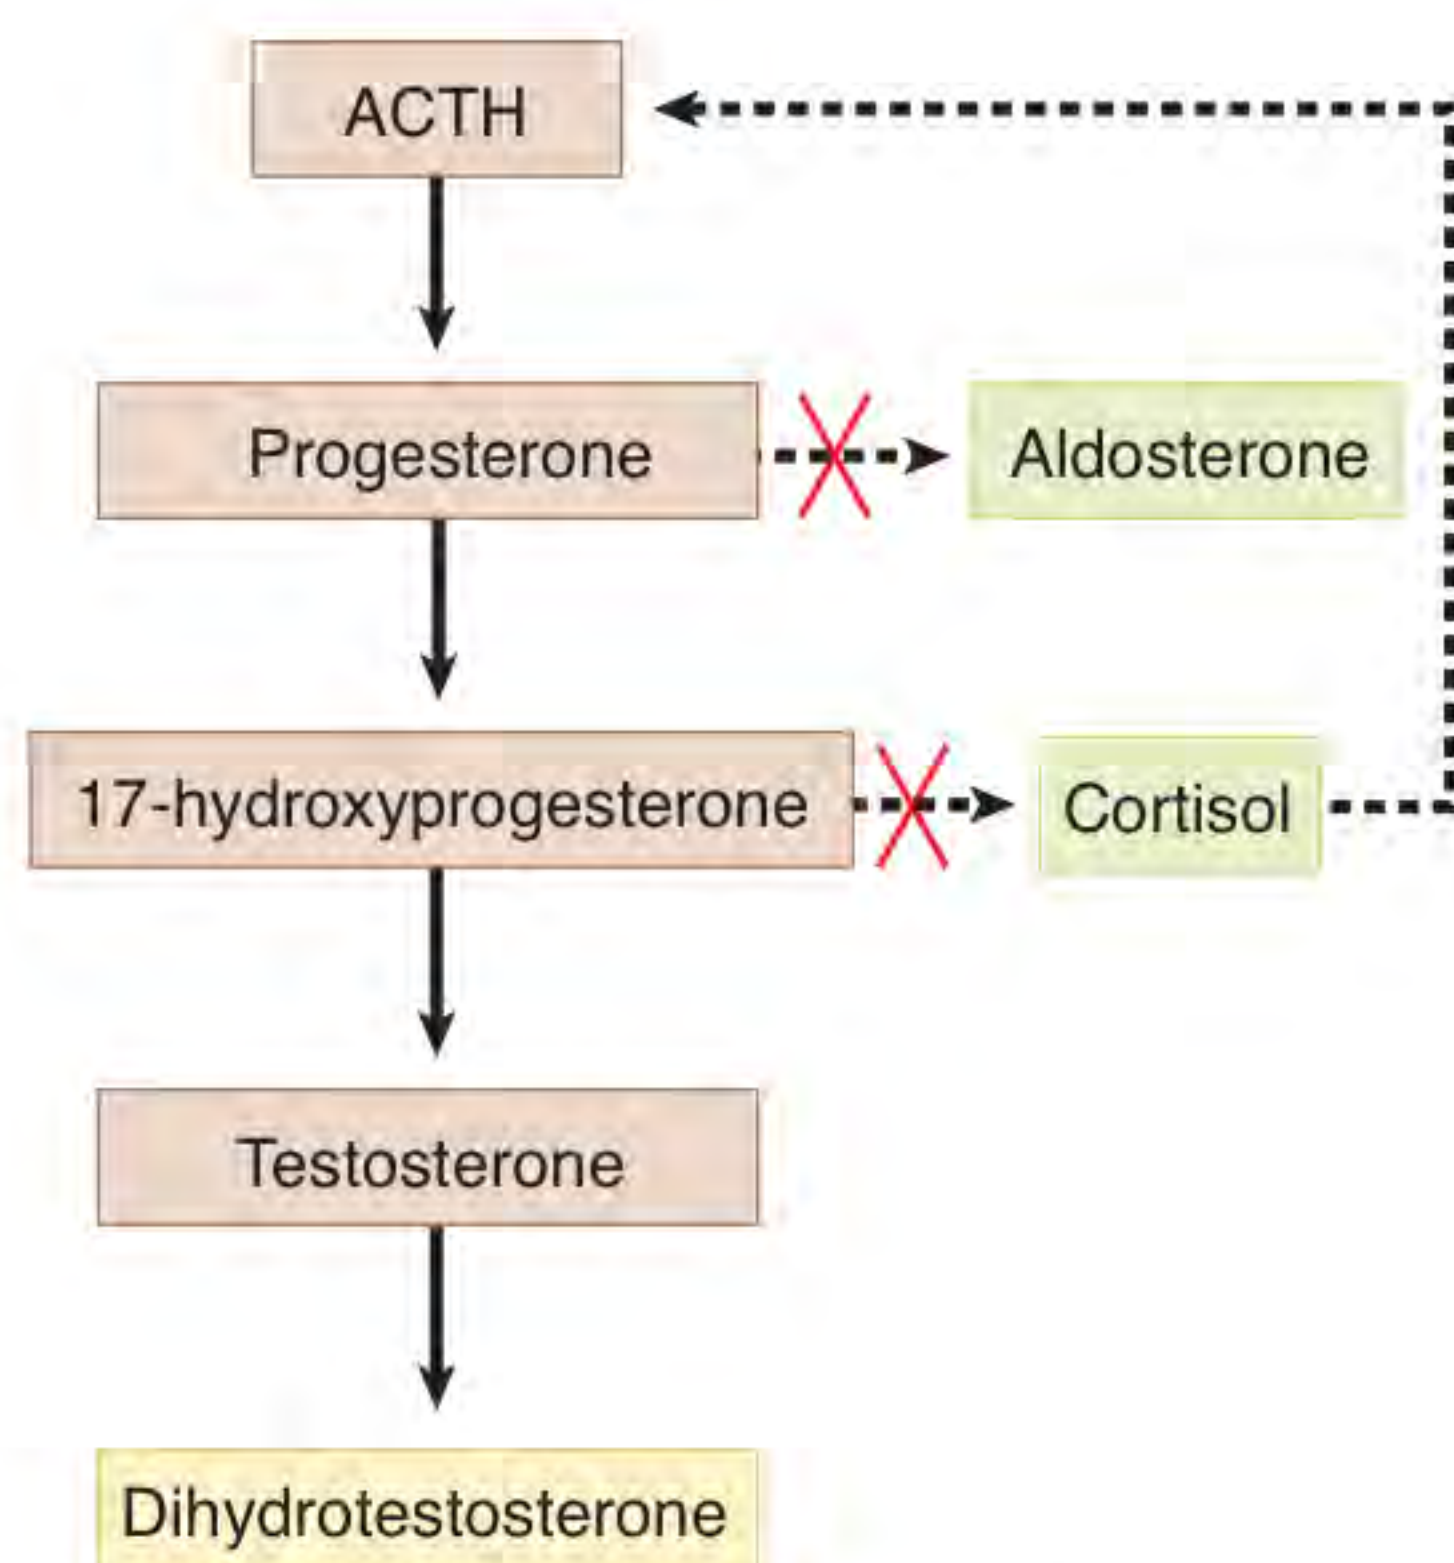 ACTH
Progesterone
Aldosterone
17-hydroxyprogesterone
Cortisol
Testosterone
Dihydrotestosterone